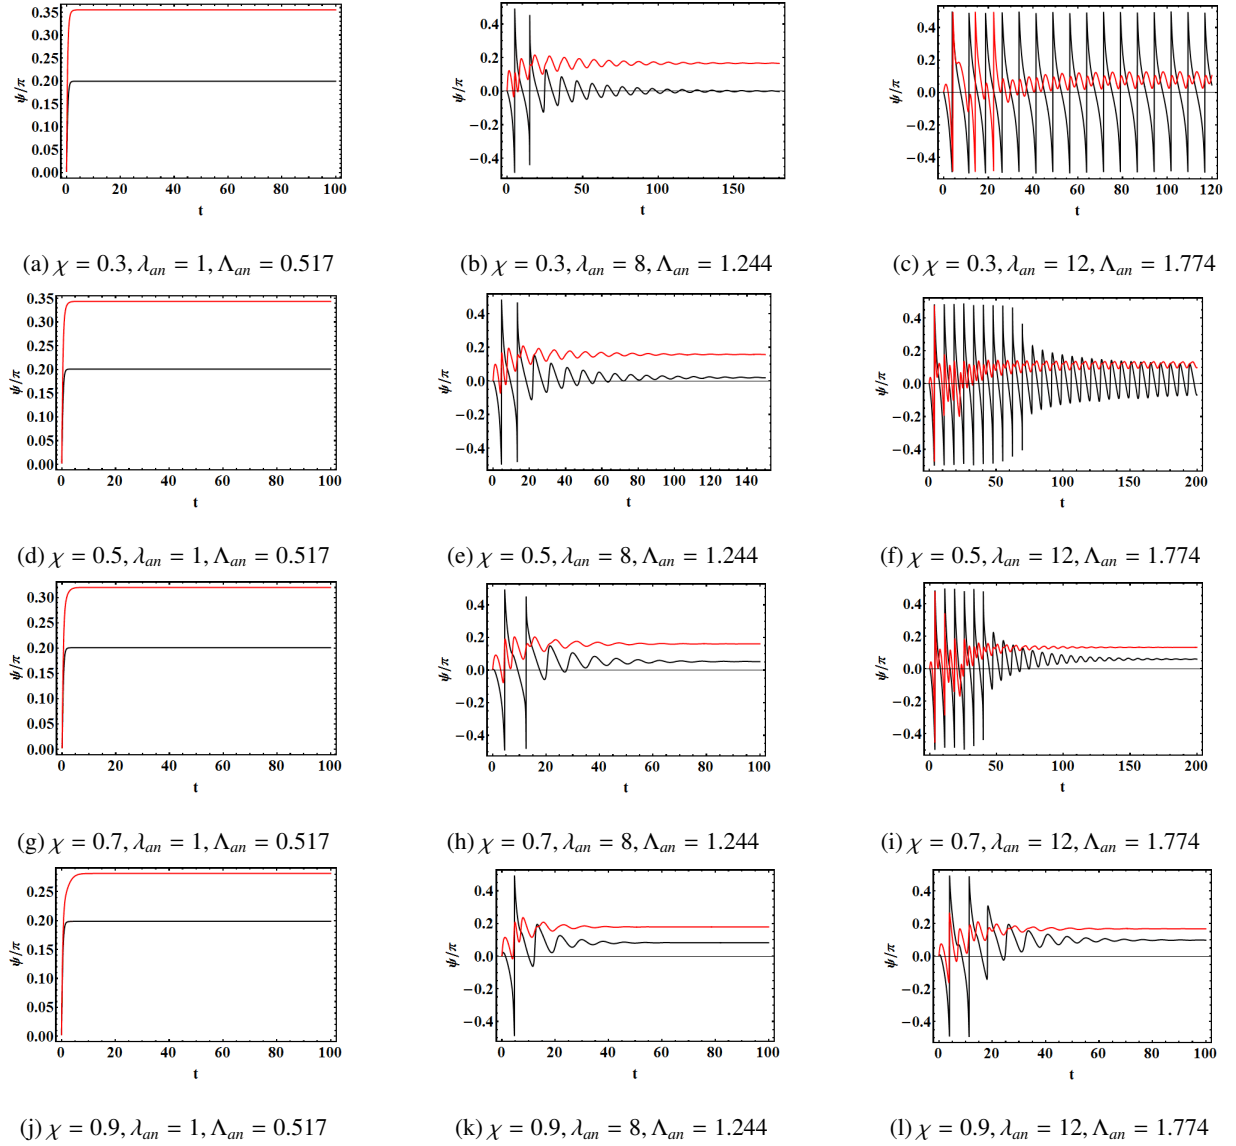 0.35
0.30
0.25
0.20
0.15
0.10
0.05
0.00
ψ/π
0 20 40 60 80 100
t
0.4
0.2
0.0
−0.2
−0.4
ψ/π
0 50 100 150
t
0.4
0.2
0.0
−0.2
−0.4
ψ/π
0 20 40 60 80 100 120
t
(a) χ = 0.3, λan = 1, Λan = 0.517
(b) χ = 0.3, λan = 8, Λan = 1.244
(c) χ = 0.3, λan = 12, Λan = 1.774
0.35
0.30
0.25
0.20
0.15
0.10
0.05
0.00
ψ/π
0 20 40 60 80 100
t
0.4
0.2
0.0
−0.2
−0.4
ψ/π
0 20 40 60 80 100 120 140
t
0.4
0.2
0.0
−0.2
−0.4
ψ/π
0 50 100 150 200
t
(d) χ = 0.5, λan = 1, Λan = 0.517
(e) χ = 0.5, λan = 8, Λan = 1.244
(f) χ = 0.5, λan = 12, Λan = 1.774
0.30
0.25
0.20
0.15
0.10
0.05
0.00
ψ/π
0 20 40 60 80 100
t
0.4
0.2
0.0
−0.2
−0.4
ψ/π
0 20 40 60 80 100
t
0.4
0.2
0.0
−0.2
−0.4
ψ/π
0 50 100 150 200
t
(g) χ = 0.7, λan = 1, Λan = 0.517
(h) χ = 0.7, λan = 8, Λan = 1.244
(i) χ = 0.7, λan = 12, Λan = 1.774
0.25
0.20
0.15
0.10
0.05
0.00
ψ/π
0 20 40 60 80 100
t
0.4
0.2
0.0
−0.2
−0.4
ψ/π
0 20 40 60 80 100
t
0.4
0.2
0.0
−0.2
−0.4
ψ/π
0 20 40 60 80 100
t
(j) χ = 0.9, λan = 1, Λan = 0.517
(k) χ = 0.9, λan = 8, Λan = 1.244
(l) χ = 0.9, λan = 12, Λan = 1.774